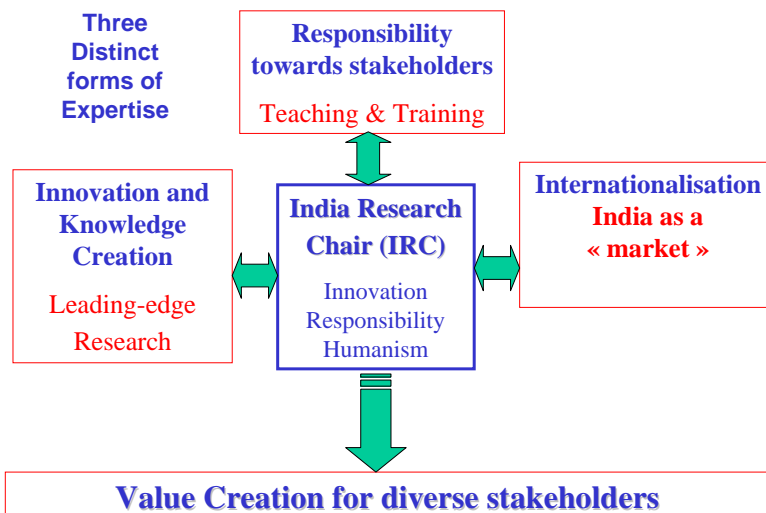 Three
Distinct
forms of
Expertise
Responsibility
towards stakeholders
Teaching & Training
Innovation and
Knowledge
Creation
Leading-edge
Research
India Research
Chair (IRC)
Innovation
Responsibility
Humanism
Internationalisation
India as a
« market »
Value Creation for diverse stakeholders